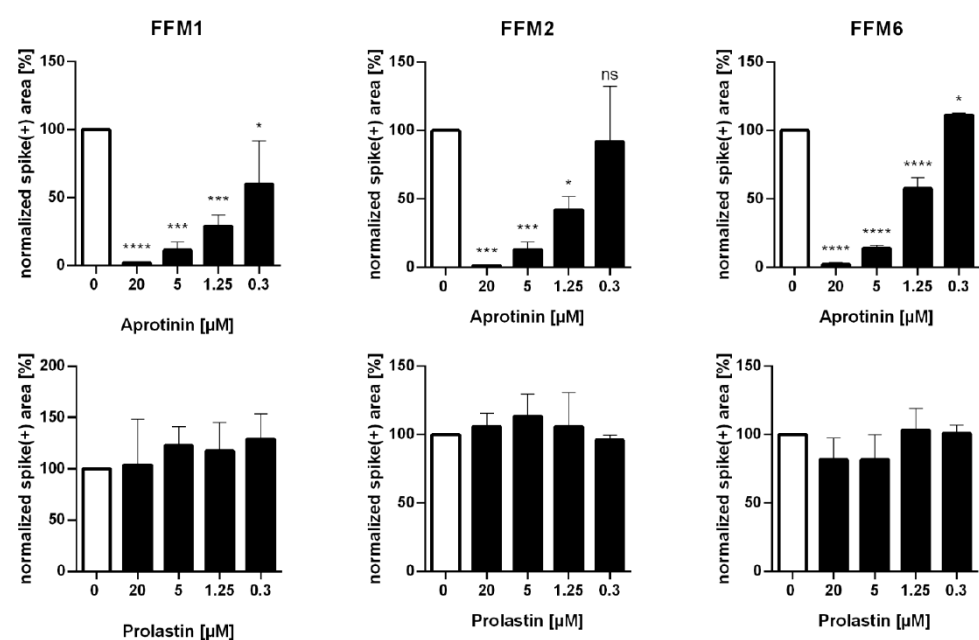 FFM1
normalized spike(+) area [%]
150
100
50
0
****
***
***
*
0 20 5 1.25 0.3
Aprotinin [µM]
FFM2
normalized spike(+) area [%]
150
100
50
0
***
***
*
ns
0 20 5 1.25 0.3
Aprotinin [µM]
FFM6
normalized spike(+) area [%]
150
100
50
0
****
****
****
*
0 20 5 1.25 0.3
Aprotinin [µM]
normalized spike(+) area [%]
200
150
100
50
0
0 20 5 1.25 0.3
Prolastin [µM]
normalized spike(+) area [%]
150
100
50
0
0 20 5 1.25 0.3
Prolastin [µM]
normalized spike(+) area [%]
150
100
50
0
0 20 5 1.25 0.3
Prolastin [µM]